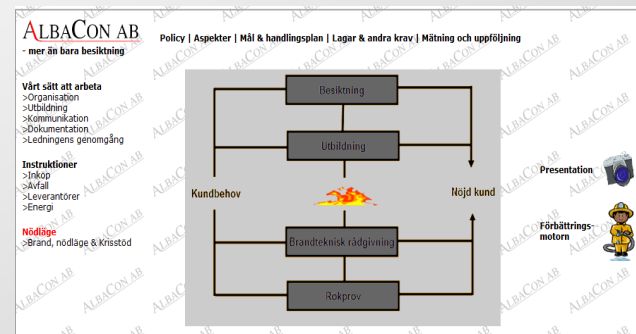 ALBACON AB
- mer än bara besiktning
Policy | Aspekter | Mål & handlingsplan | Lagar & andra krav | Mätning och uppföljning
Vårt sätt att arbeta
>Organisation
>Utbildning
>Kommunikation
>Dokumentation
>Ledningens genomgång
Instruktioner
>Inköp
>Avfall
>Leverantörer
>Energi
Nödläge
>Brand, nödläge & Krisstöd
Besiktning
Utbildning
Kundbehov
Nöjd kund
Brandteknisk rådgivning
Rökprov
Presentation
Förbättrings-
motorn